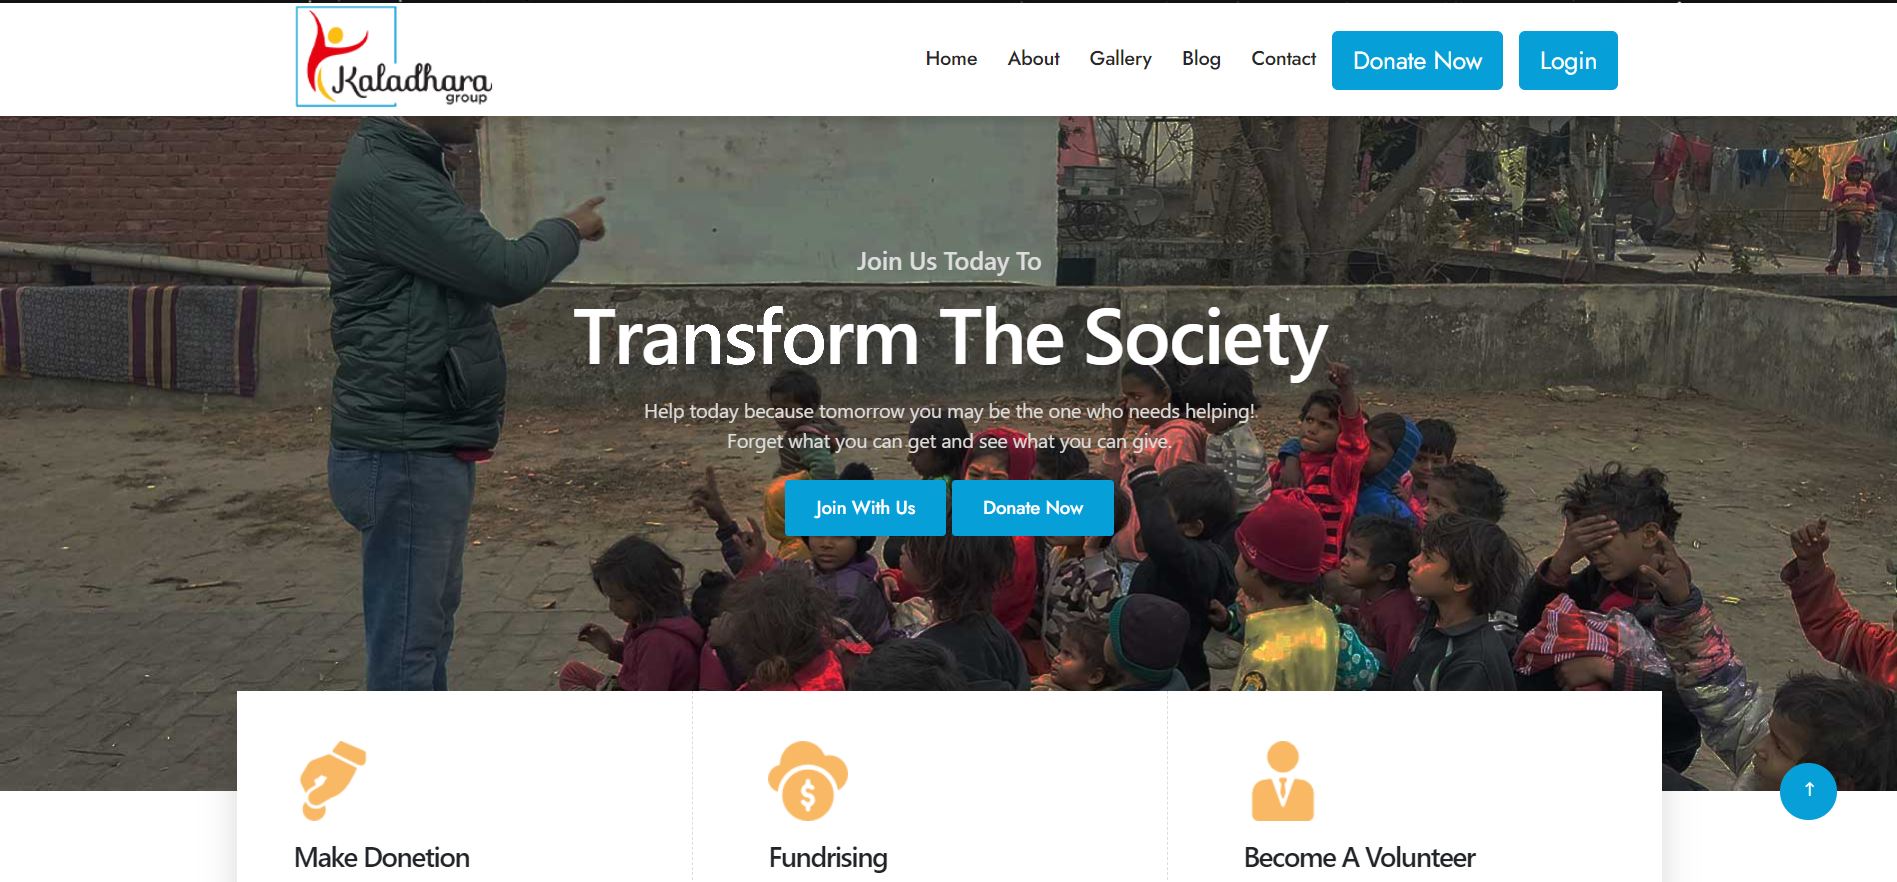 Kaladhara
group
Home About Gallery Blog Contact Donate Now Login
Join Us Today To
Transform The Society
Help today because tomorrow you may be the one who needs helping!
Forget what you can get and see what you can give.
Join With Us Donate Now
Make Donetion Fundrising Become A Volunteer